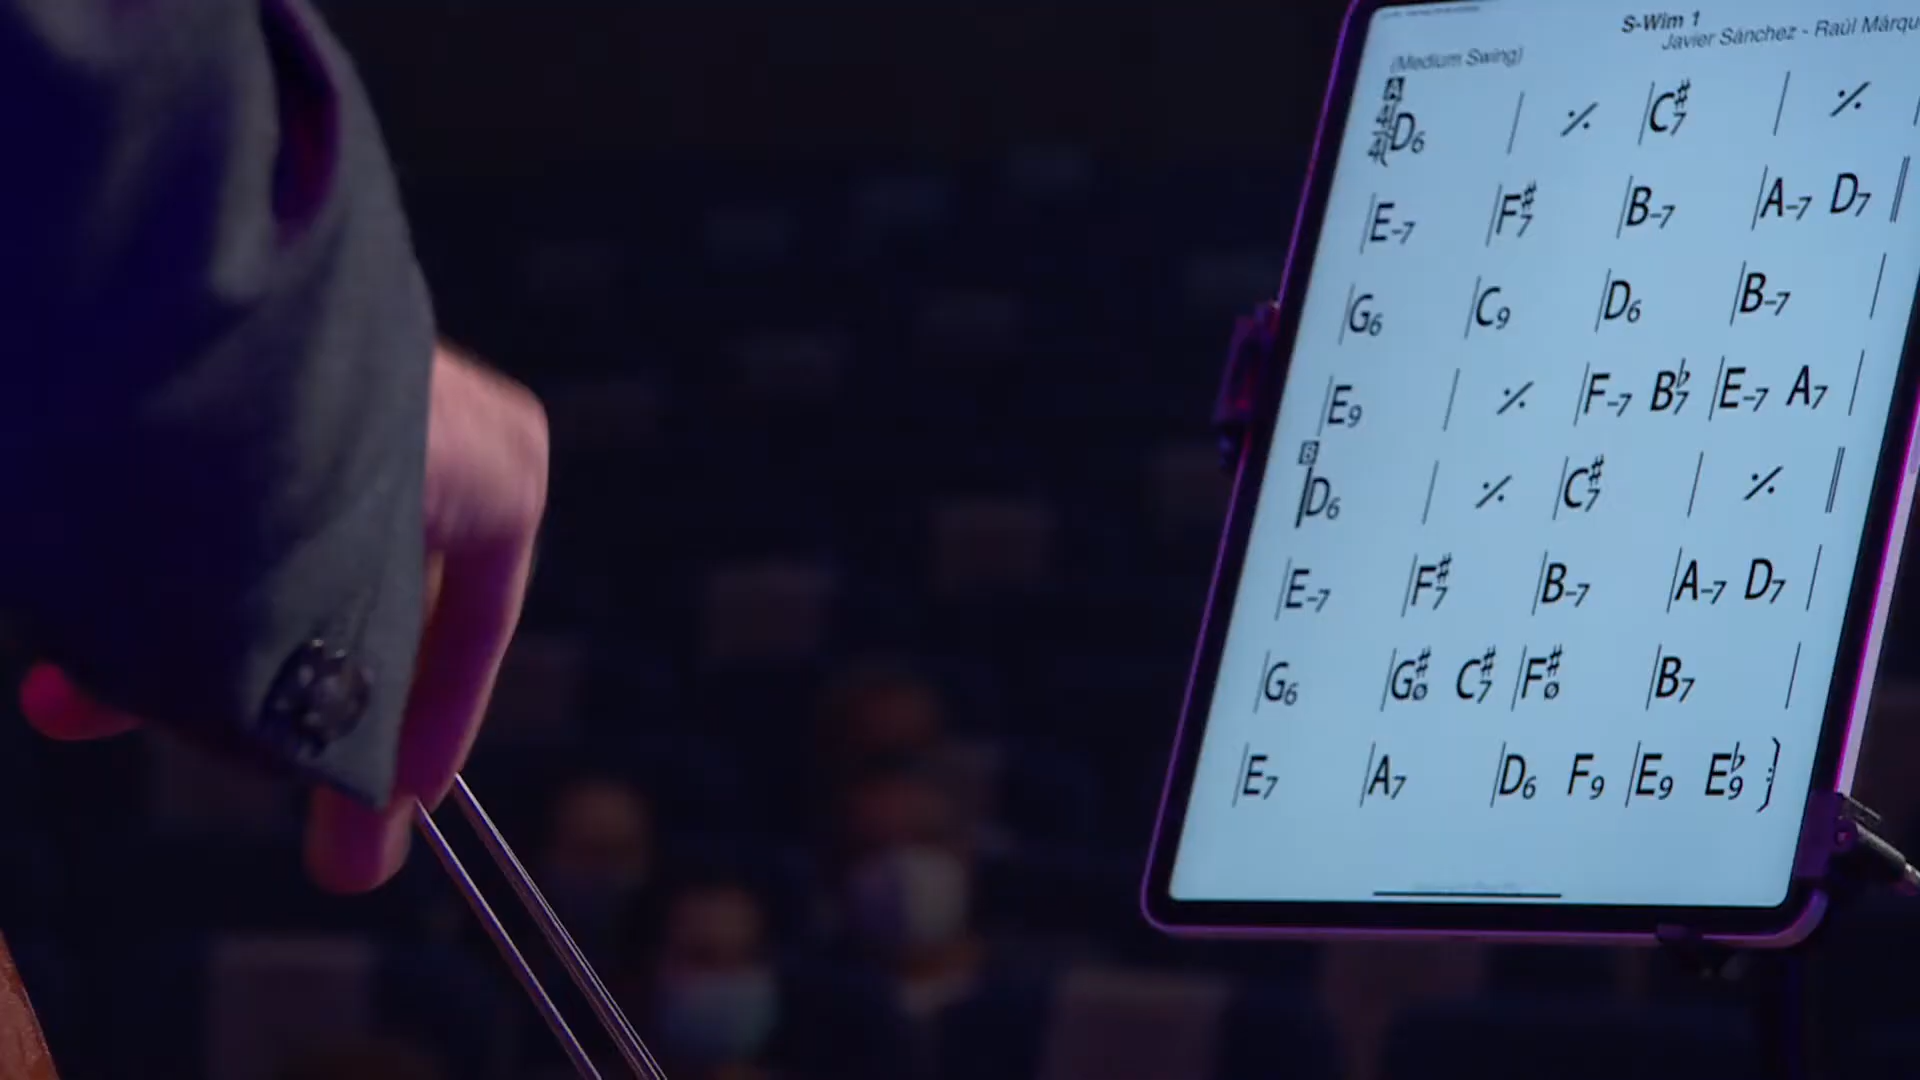 S-Wim 1
Javier Sánchez - Raúl Márqu
(Medium Swing)
A
4/4 D6 | ٪ | C#7 | ٪ |
| E-7 | F#7 | B-7 | A-7 D7 ||
| G6 | C9 | D6 | B-7 |
| E9 | ٪ | F-7 B♭7 | E-7 A7 |
B
| D6 | ٪ | C#7 | ٪ ||
| E-7 | F#7 | B-7 | A-7 D7 |
| G6 | G#ø C#7 | F#ø | B7 |
| E7 | A7 | D6 F9 | E9 E♭9 }